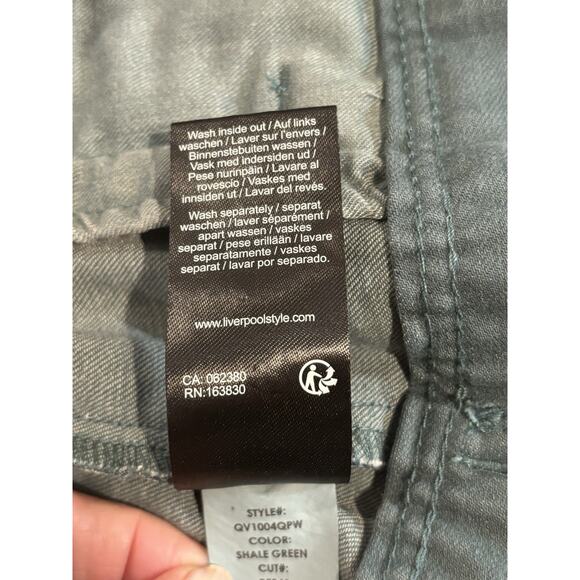 Wash inside out / Auf links
waschen / Laver sur l'envers /
Binnenstebuiten wassen /
Vask med indersiden ud /
Pese nurinpäin / Lavare al
rovescio / Vaskes med
innsiden ut / Lavar del revés.
Wash separately / separat
waschen / laver séparément /
apart wassen / vaskes
separat / pese erillään / lavare
separatamente / vaskes
separat / lavar por separado.
www.liverpoolstyle.com
CA: 062380
RN:163830
STYLE#:
QV1004QPW
COLOR:
SHALE GREEN
CUT#: